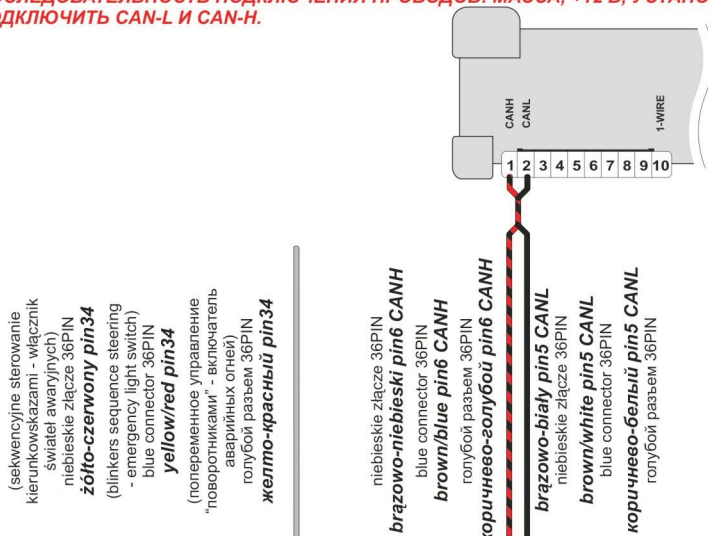 ПОДКЛЮЧЕНИЯ ПРОВОДОВ: МАССА, +12 В,
CAN-L И CAN-H.
CANH
CANL
1-WIRE
1 2 3 4 5 6 7 8 9 10
(sekwencyjne sterowanie
kierunkowskazami - włącznik
świateł awaryjnych)
niebieskie złącze 36PIN
żółto-czerwony pin34
(blinkers sequence steering
- emergency light switch)
blue connector 36PIN
yellow/red pin34
(попеременное управление
"поворотниками" - включатель
аварийных огней)
голубой разъем 36PIN
желто-красный pin34
niebieskie złącze 36PIN
brązowo-niebieski pin6 CANH
blue connector 36PIN
brown/blue pin6 CANH
голубой разъем 36PIN
коричнево-голубой pin6 CANH
brązowo-biały pin5 CANL
niebieskie złącze 36PIN
brown/white pin5 CANL
blue connector 36PIN
коричнево-белый pin5 CANL
голубой разъем 36PIN